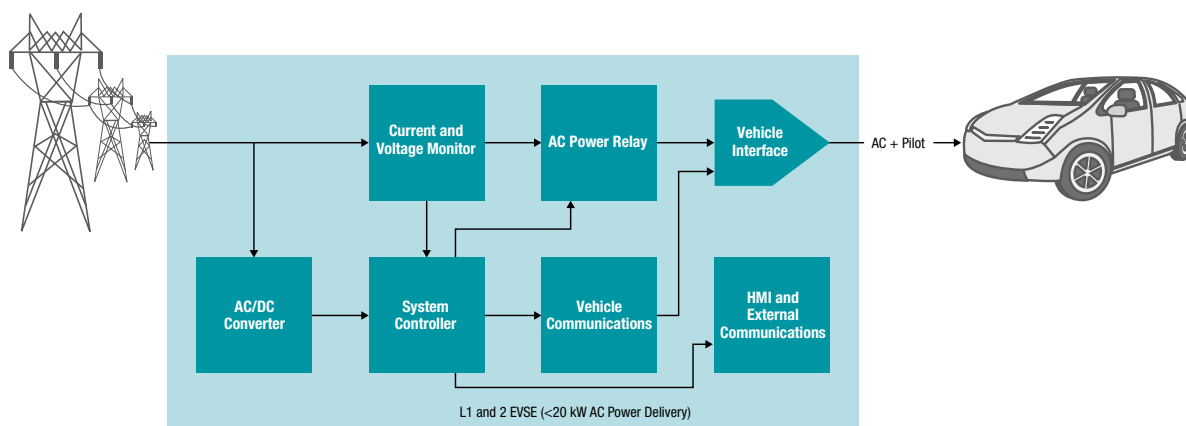 Current and
Voltage Monitor
AC Power Relay
Vehicle
Interface
AC + Pilot
AC/DC
Converter
System
Controller
Vehicle
Communications
HMI and
External
Communications
L1 and 2 EVSE (<20 kW AC Power Delivery)